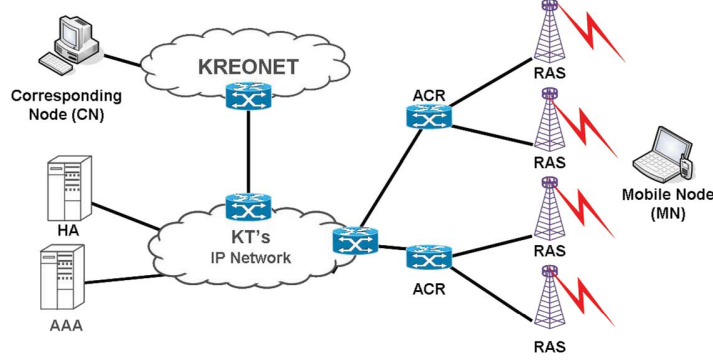 KREONET
Corresponding
Node (CN)
ACR
RAS
RAS
Mobile Node
(MN)
HA
KT's
IP Network
RAS
ACR
AAA
RAS